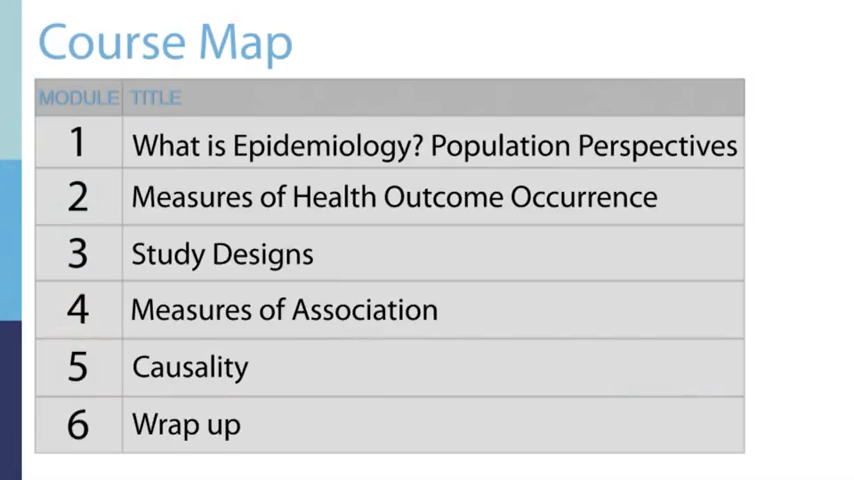 Course Map
MODULE TITLE
1 What is Epidemiology? Population Perspectives
2 Measures of Health Outcome Occurrence
3 Study Designs
4 Measures of Association
5 Causality
6 Wrap up